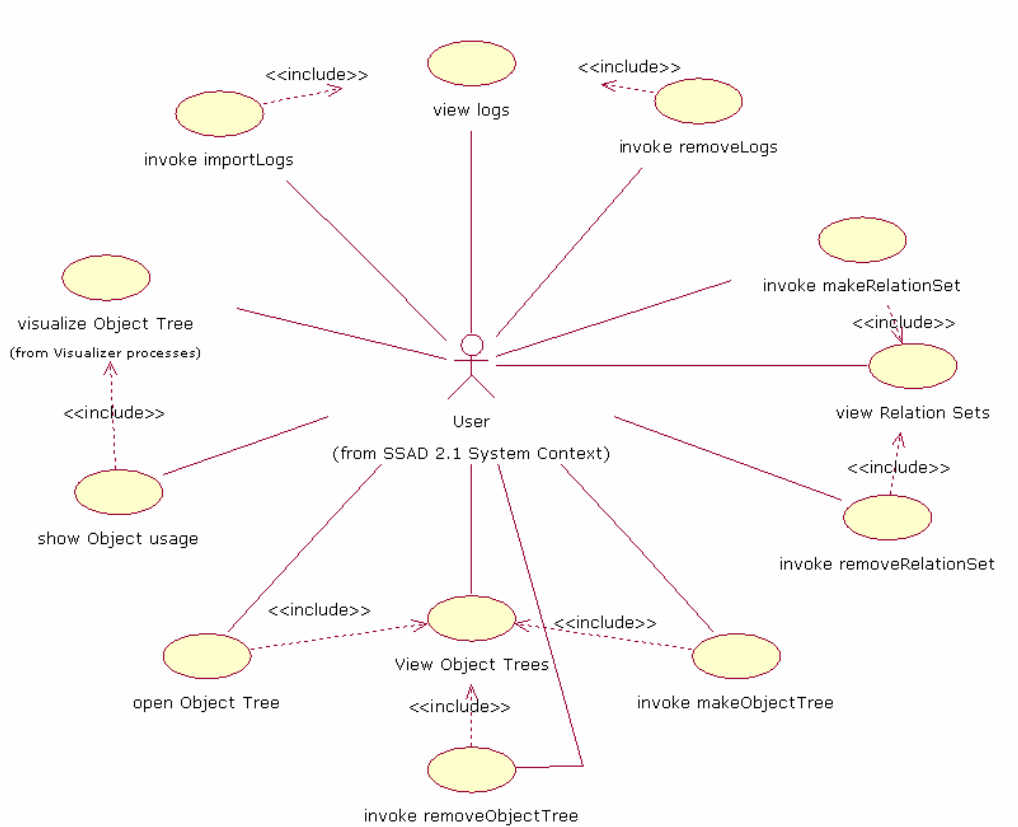 <<include>>
<<include>>
view logs
invoke importLogs
invoke removeLogs
invoke makeRelationSet
visualize Object Tree
(from Visualizer processes)
<<include>>
<<include>>
view Relation Sets
User
(from SSAD 2.1 System Context)
<<include>>
show Object usage
invoke removeRelationSet
<<include>>
<<include>>
View Object Trees
open Object Tree
invoke makeObjectTree
<<include>>
invoke removeObjectTree